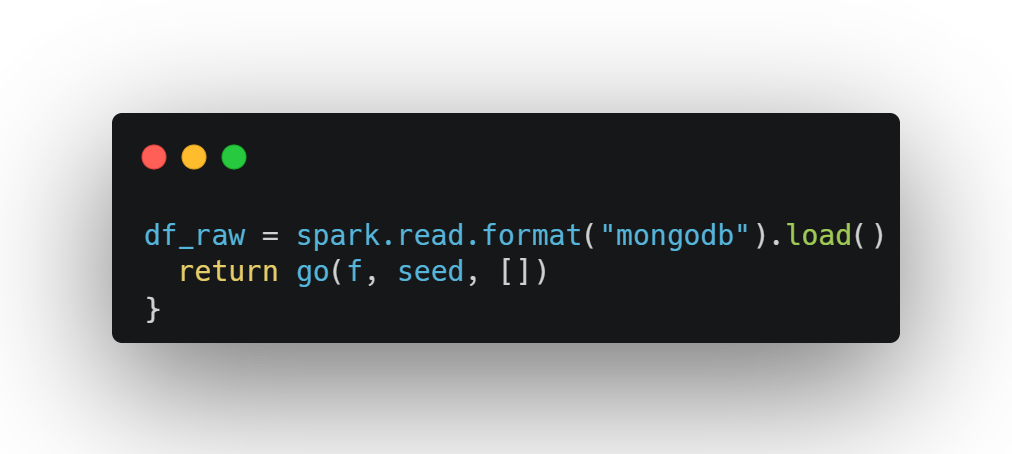 df_raw = spark.read.format("mongodb").load()
  return go(f, seed, [])
}